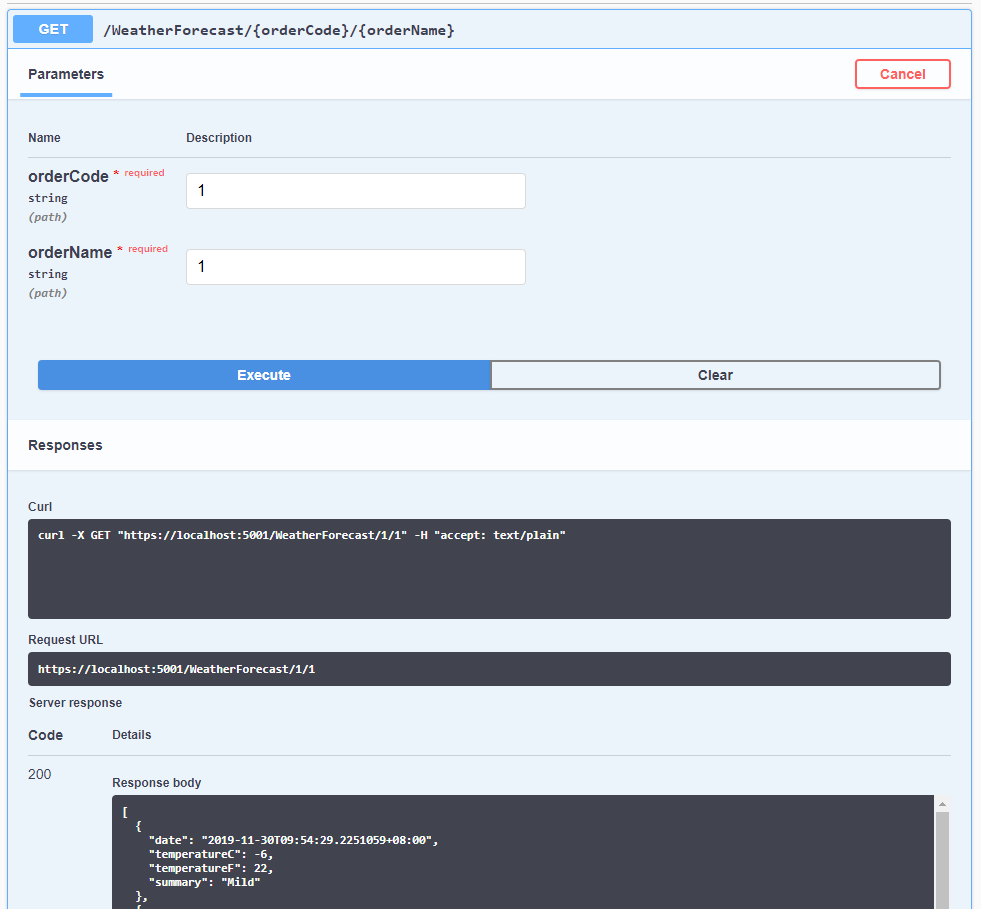 GET /WeatherForecast/{orderCode}/{orderName}
Parameters Cancel
Name Description
orderCode * required
string
(path)
1
orderName * required
string
(path)
1
Execute Clear
Responses
Curl
curl -X GET "https://localhost:5001/WeatherForecast/1/1" -H "accept: text/plain"
Request URL
https://localhost:5001/WeatherForecast/1/1
Server response
Code Details
200
Response body
[
{
"date": "2019-11-30T09:54:29.2251059+08:00",
"temperatureC": -6,
"temperatureF": 22,
"summary": "Mild"
},
{